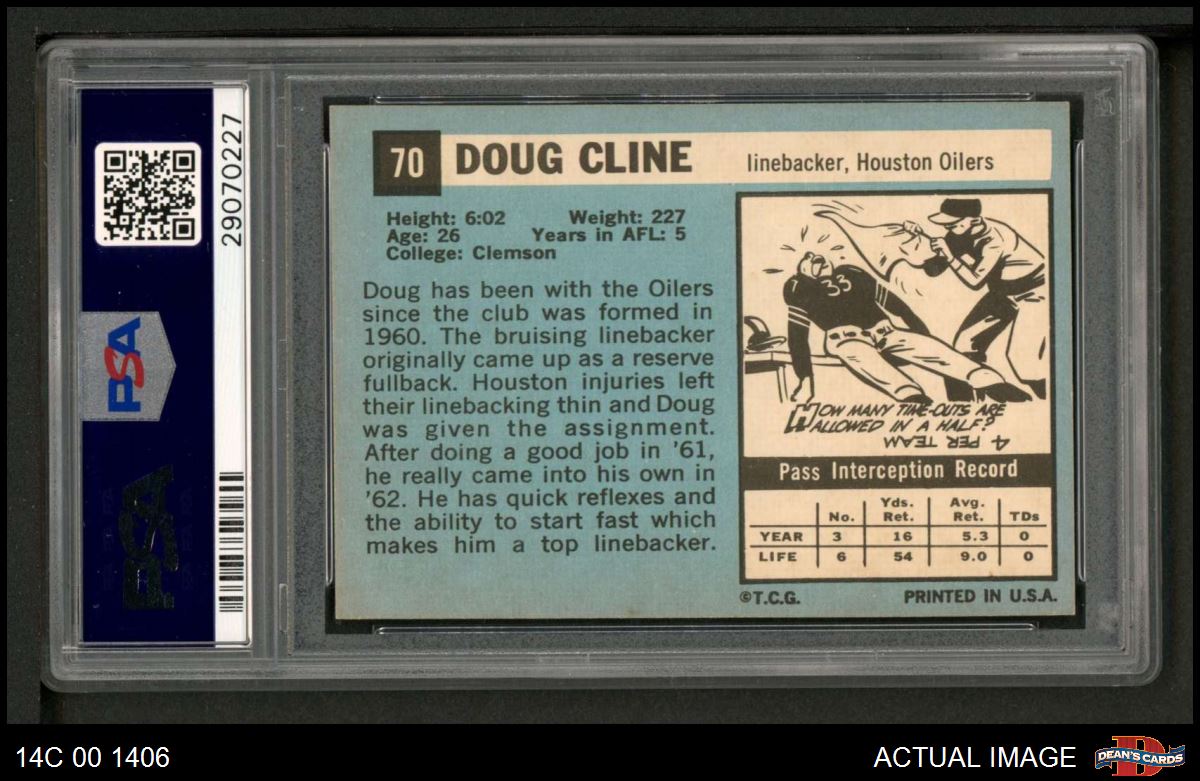 PSA
29070227
PSA
70
DOUG CLINE
linebacker, Houston Oilers
Height: 6:02 Weight: 227
Age: 26 Years in AFL: 5
College: Clemson
Doug has been with the Oilers
since the club was formed in
1960. The bruising linebacker
originally came up as a reserve
fullback. Houston injuries left
their linebacking thin and Doug
was given the assignment.
After doing a good job in '61,
he really came into his own in
'62. He has quick reflexes and
the ability to start fast which
makes him a top linebacker.
7 33
HOW MANY TIME-OUTS ARE
ALLOWED IN A HALF?
4 PER TEAM
Pass Interception Record
No. Yds. Ret. Avg. Ret. TDs
YEAR 3 16 5.3 0
LIFE 6 54 9.0 0
©T.C.G. PRINTED IN U.S.A.
14C 00 1406
ACTUAL IMAGE
DEAN'S CARDS